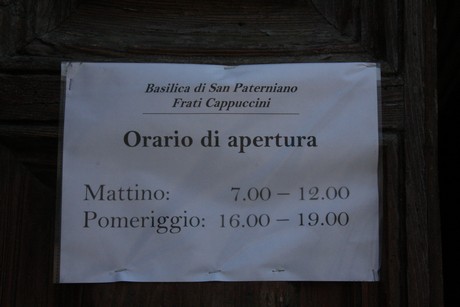 Basilica di San Paterniano
Frati Cappuccini
Orario di apertura
Mattino: 7.00 – 12.00
Pomeriggio: 16.00 – 19.00